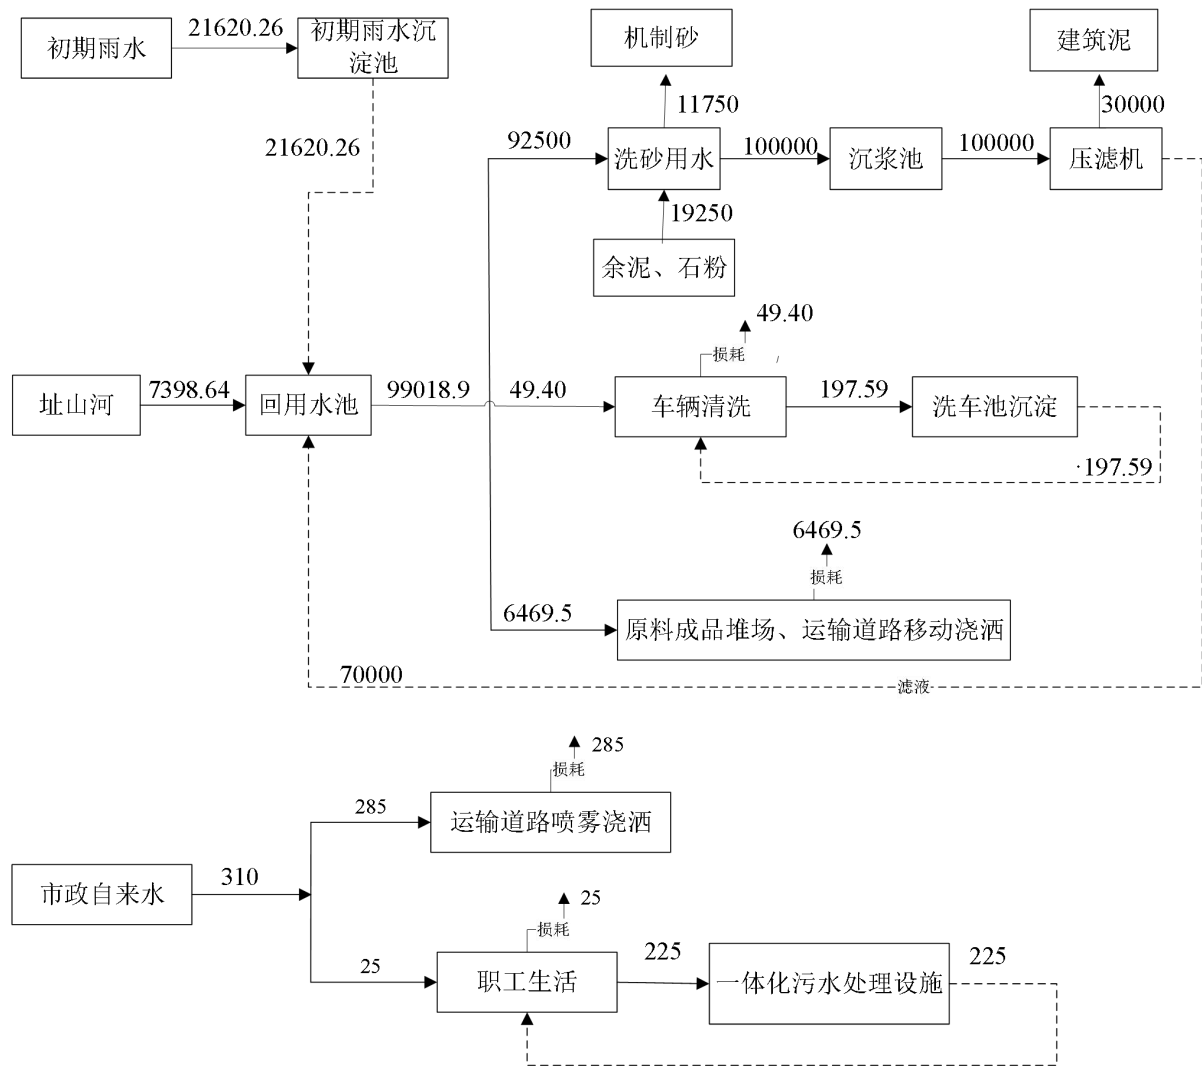 初期雨水
21620.26
初期雨水沉
淀池
21620.26
机制砂
11750
92500
洗砂用水
100000
沉浆池
100000
压滤机
30000
建筑泥
19250
余泥、石粉
址山河
7398.64
回用水池
99018.9
49.40
车辆清洗
损耗
49.40
197.59
洗车池沉淀
·197.59
6469.5
原料成品堆场、运输道路移动浇洒
损耗
6469.5
70000
滤液
市政自来水
310
285
运输道路喷雾浇洒
损耗
285
25
职工生活
损耗
25
225
一体化污水处理设施
225